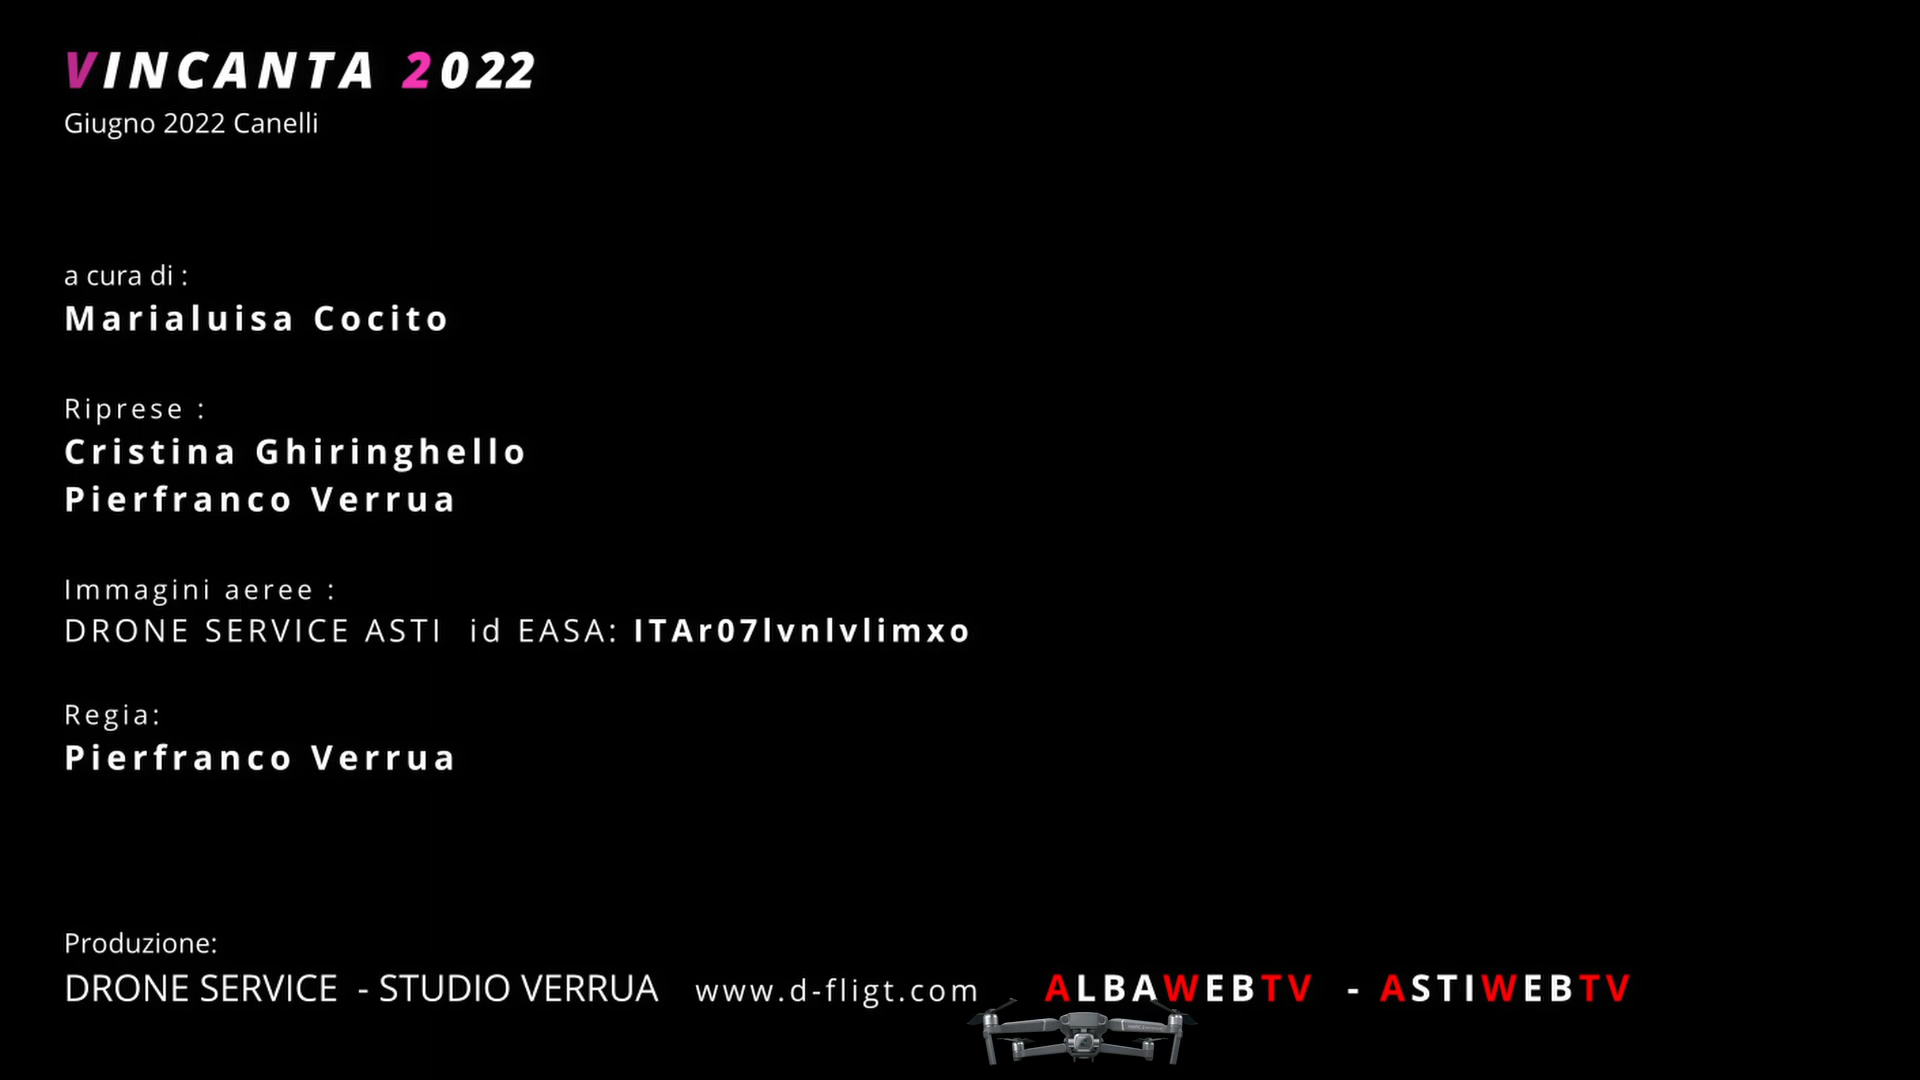 VINCANTA 2022
Giugno 2022 Canelli
a cura di :
Marialuisa Cocito
Riprese :
Cristina Ghiringhello
Pierfranco Verrua
Immagini aeree :
DRONE SERVICE ASTI id EASA: ITAr07lvnlvlimxo
Regia:
Pierfranco Verrua
Produzione:
DRONE SERVICE - STUDIO VERRUA www.d-fligt.com ALBAWEBTV - ASTIWEBTV